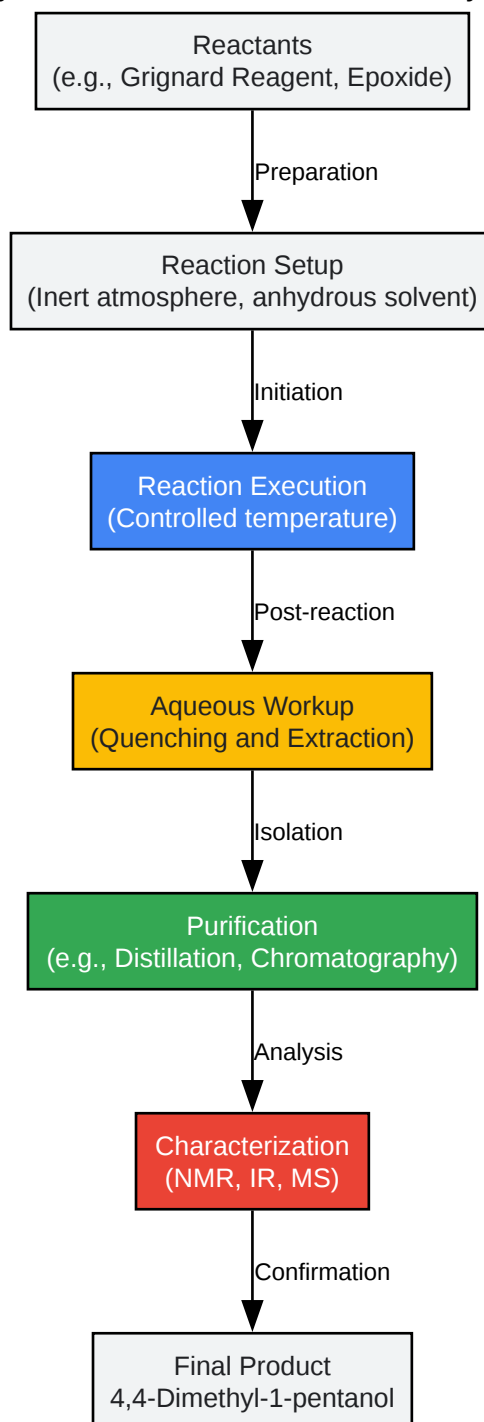 Reactants
(e.g., Grignard Reagent, Epoxide)
Preparation
Reaction Setup
(Inert atmosphere, anhydrous solvent)
Initiation
Reaction Execution
(Controlled temperature)
Post-reaction
Aqueous Workup
(Quenching and Extraction)
Isolation
Purification
(e.g., Distillation, Chromatography)
Analysis
Characterization
(NMR, IR, MS)
Confirmation
Final Product
4,4-Dimethyl-1-pentanol